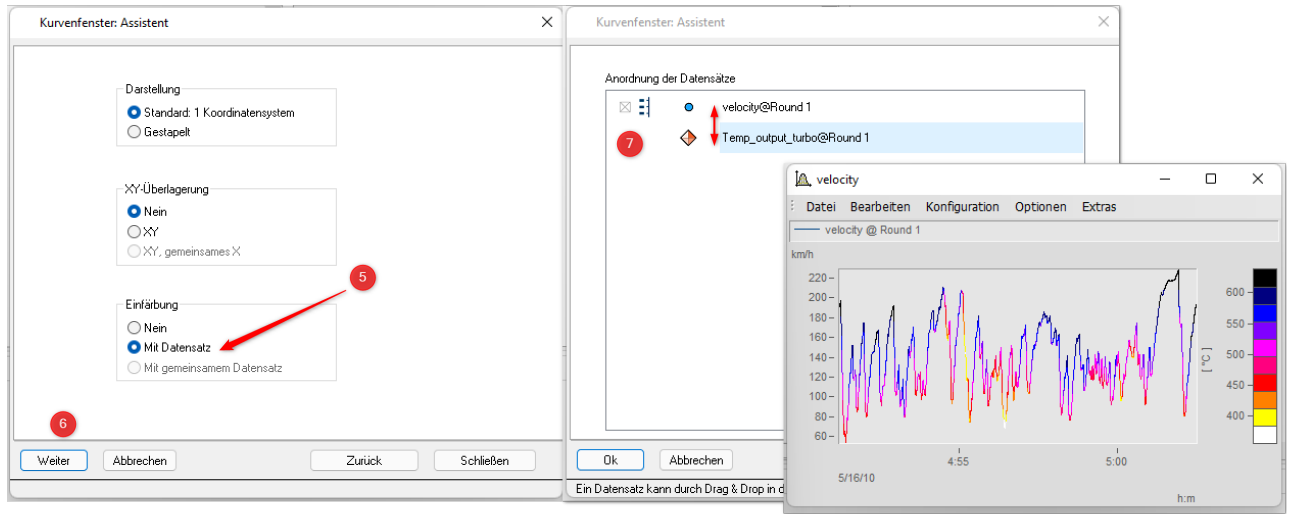 Kurvenfenster: Assistent
Darstellung
Standard: 1 Koordinatensystem
Gestapelt
XY-Überlagerung
Nein
XY
XY, gemeinsames X
5
Einfärbung
Nein
Mit Datensatz
Mit gemeinsamem Datensatz
6
Weiter
Abbrechen
Zurück
Schließen
Kurvenfenster: Assistent
Anordnung der Datensätze
velocity@Round 1
7
Temp_output_turbo@Round 1
Ok
Abbrechen
Ein Datensatz kann durch Drag & Drop in d
velocity
Datei Bearbeiten Konfiguration Optionen Extras
velocity @ Round 1
km/h
220
200
180
160
140
120
100
80
60
4:55
5:00
5/16/10
h:m
600
550
500
450
400
[ °C ]